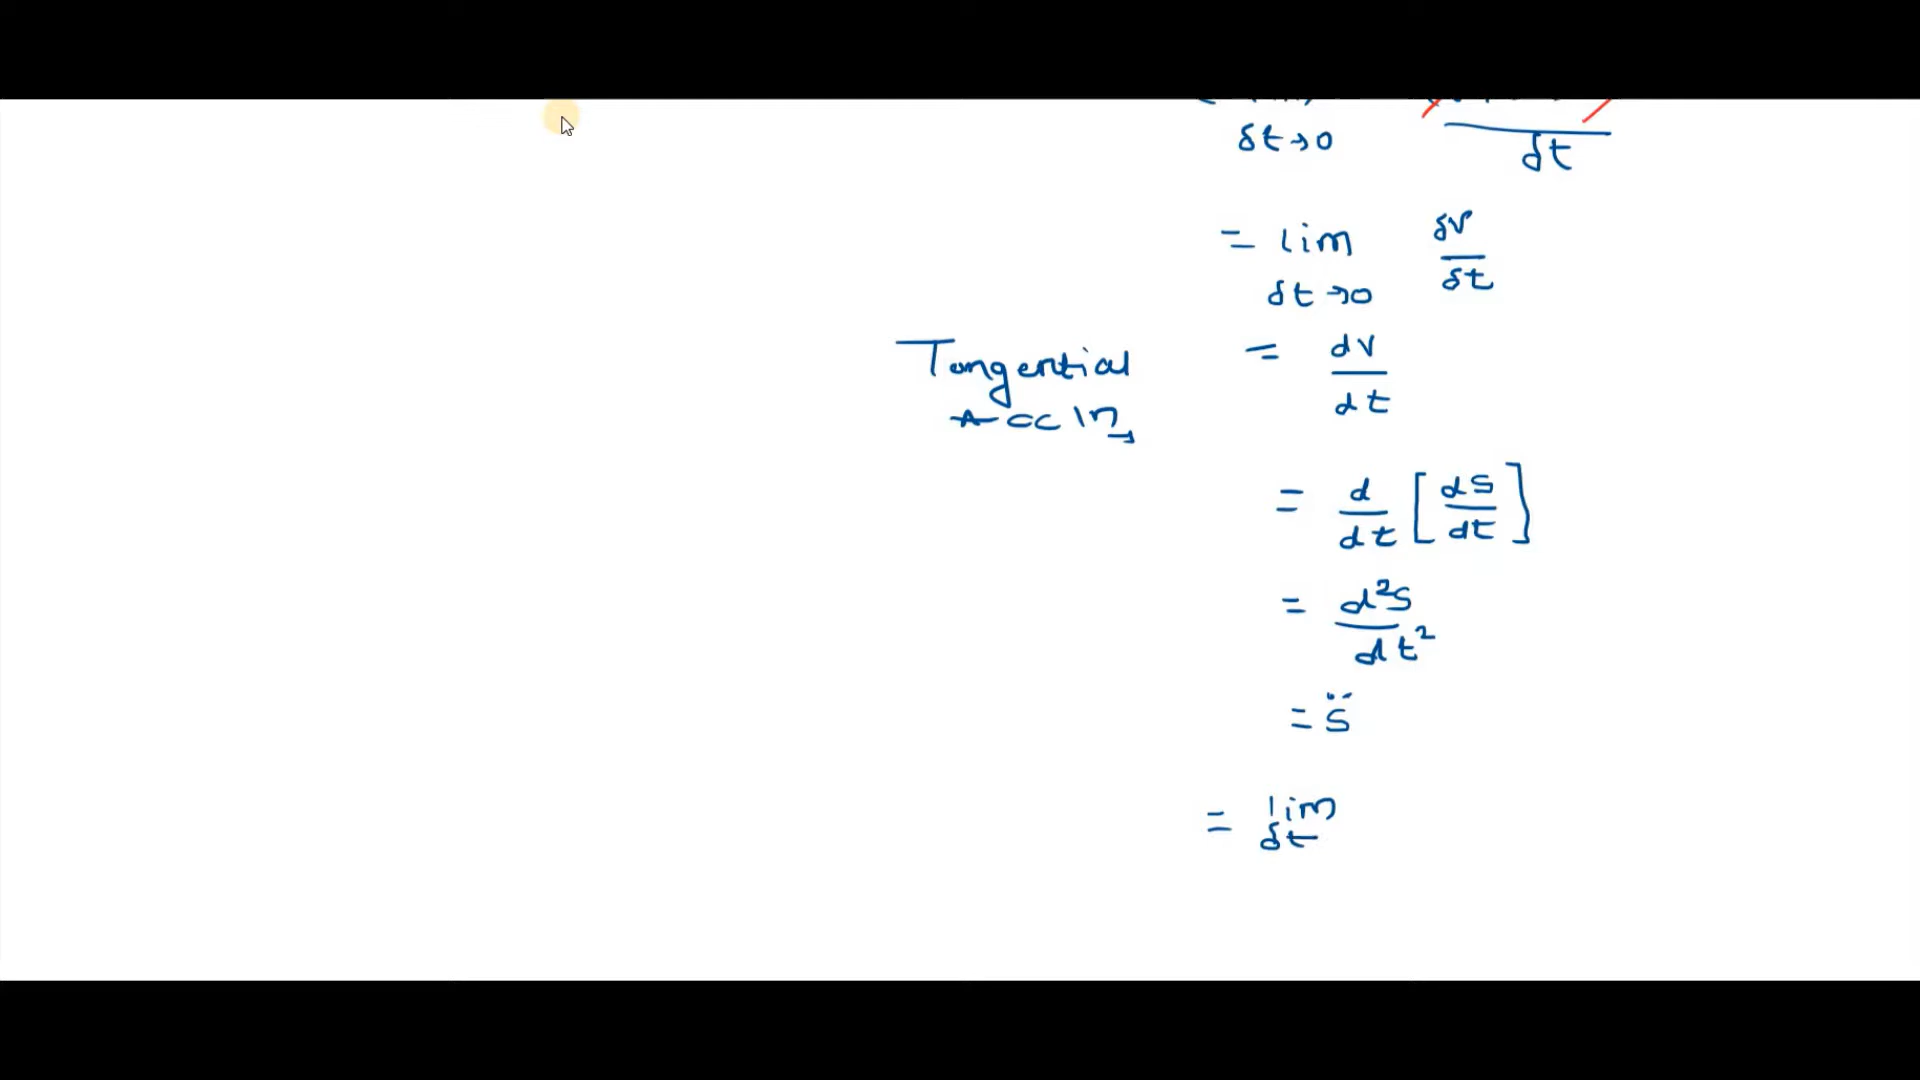 δt→0
δt
= lim δv/δt
δt→0
Tangential = dv/dt
Accln
= d/dt [ds/dt]
= d²s/dt²
= s̈
= lim
δt